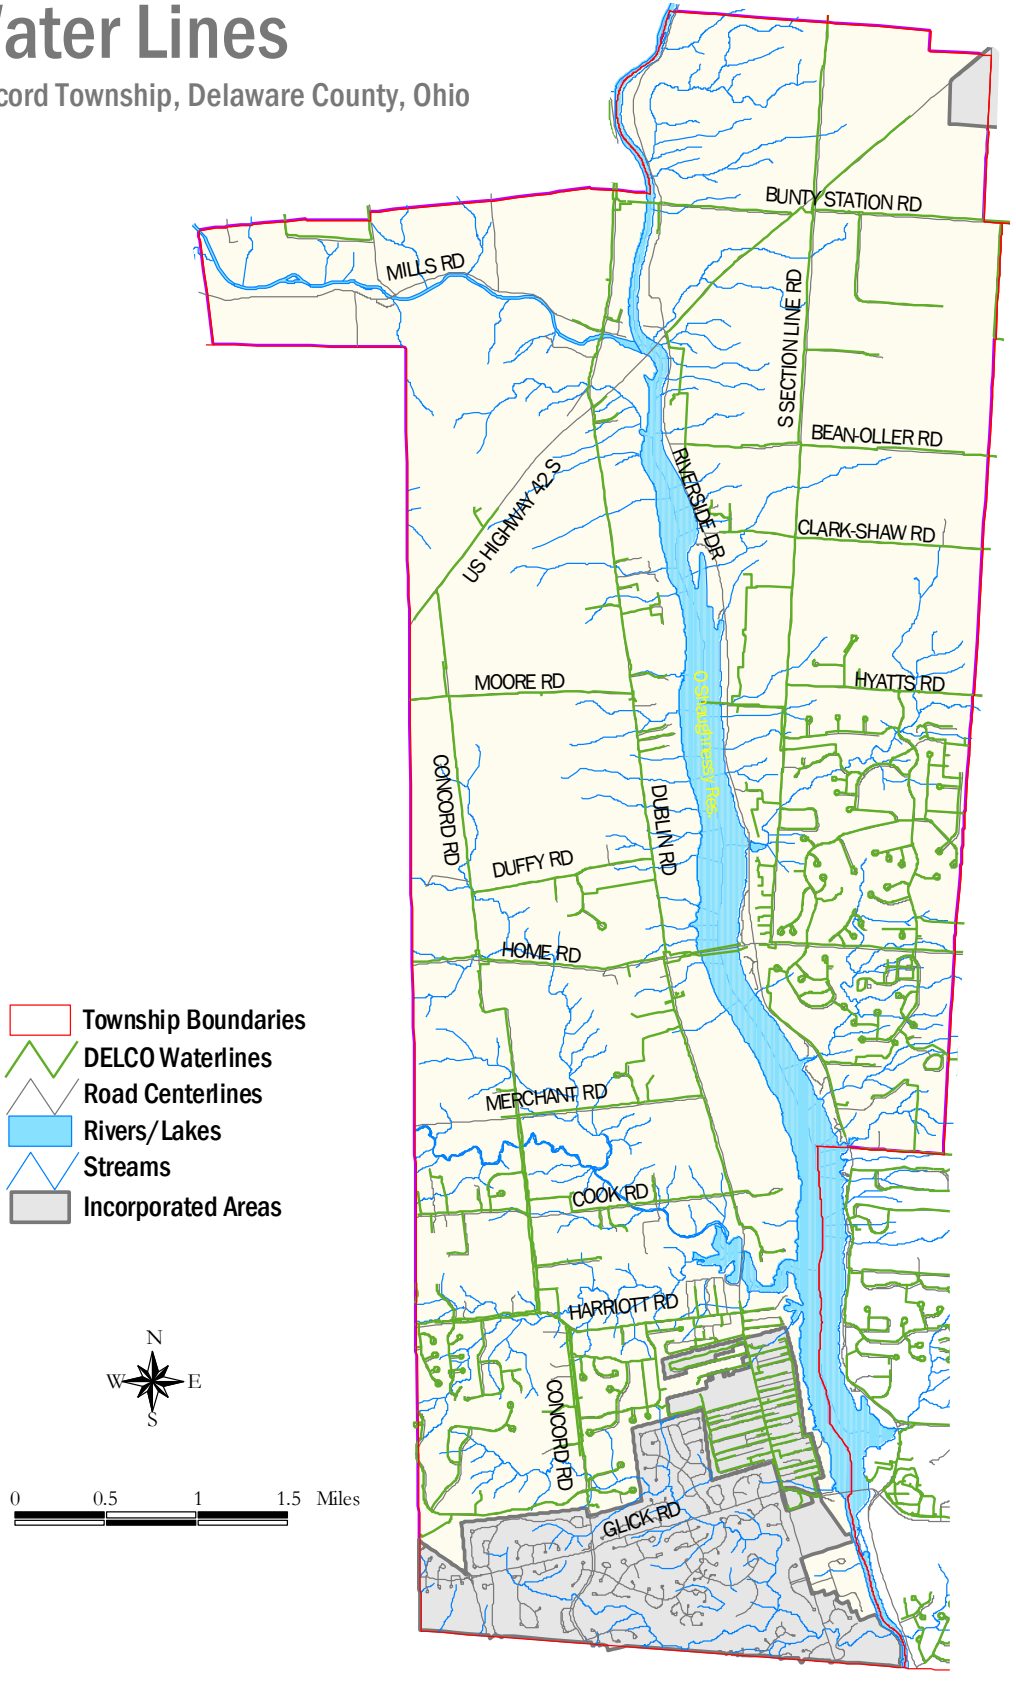 Water Lines
cord Township, Delaware County, Ohio
BUNTY STATION RD
MILLS RD
S SECTION LINE RD
BEAN-OLLER RD
RIVERSIDE DR
US HIGHWAY 42 S
CLARK-SHAW RD
MOORE RD
HYATTS RD
O Shaughnessy Res.
CONCORD RD
DUBLIN RD
DUFFY RD
HOME RD
MERCHANT RD
COOK RD
HARRIOTT RD
CONCORD RD
GLICK RD
Township Boundaries
DELCO Waterlines
Road Centerlines
Rivers/Lakes
Streams
Incorporated Areas
N
W E
S
0 0.5 1 1.5 Miles